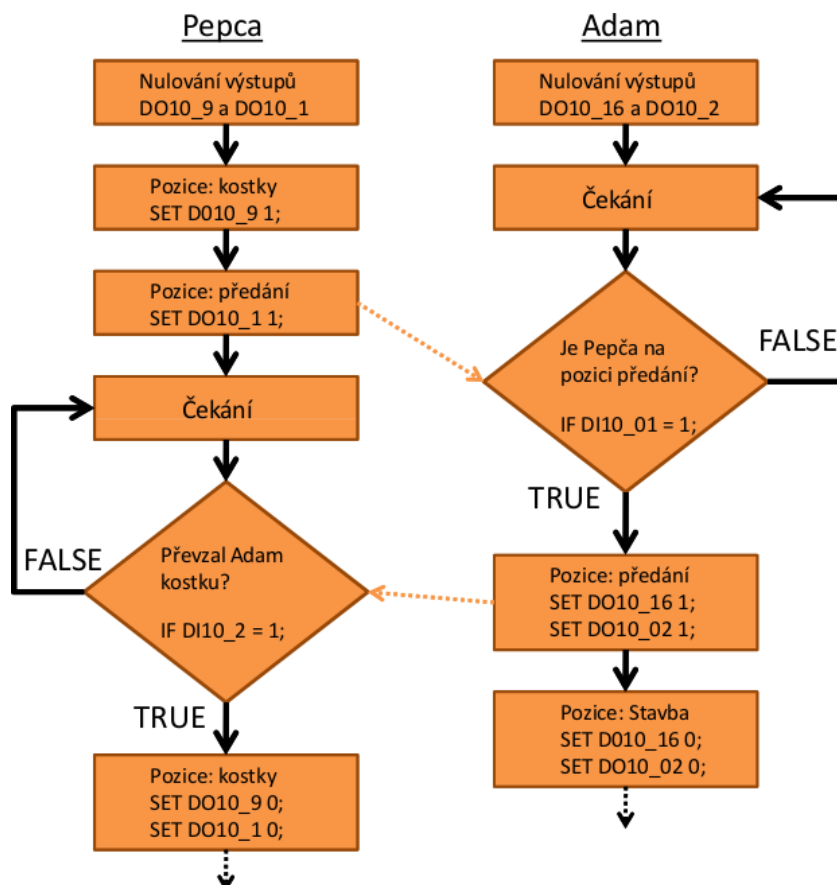 Pepca
Nulování výstupů
DO10_9 a DO10_1
Pozice: kostky
SET D010_9 1;
Pozice: předání
SET DO10_1 1;
Čekání
FALSE
Převzal Adam
kostku?
IF DI10_2 = 1;
TRUE
Pozice: kostky
SET DO10_9 0;
SET DO10_1 0;
Adam
Nulování výstupů
DO10_16 a DO10_2
Čekání
Je Pepča na
pozici předání?
IF DI10_01 = 1;
FALSE
TRUE
Pozice: předání
SET DO10_16 1;
SET DO10_02 1;
Pozice: Stavba
SET D010_16 0;
SET DO10_02 0;